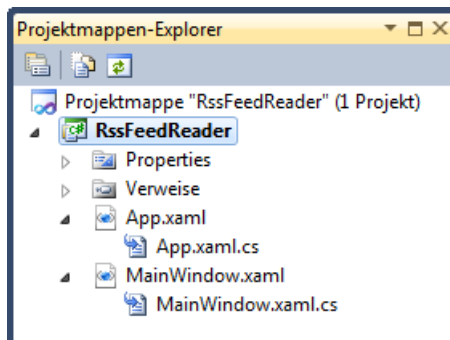 Projektmappen-Explorer
Projektmappe "RssFeedReader" (1 Projekt)
RssFeedReader
Properties
Verweise
App.xaml
App.xaml.cs
MainWindow.xaml
MainWindow.xaml.cs